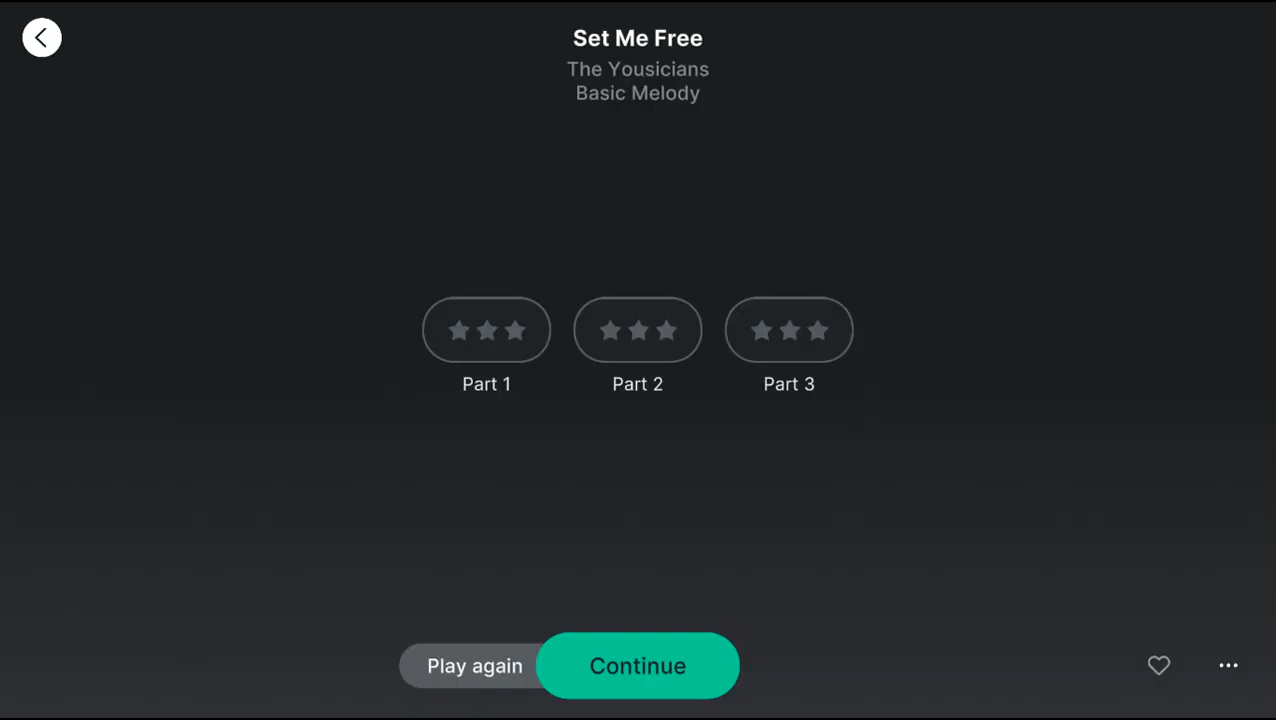 Set Me Free
The Yousicians
Basic Melody
Part 1
Part 2
Part 3
Play again
Continue